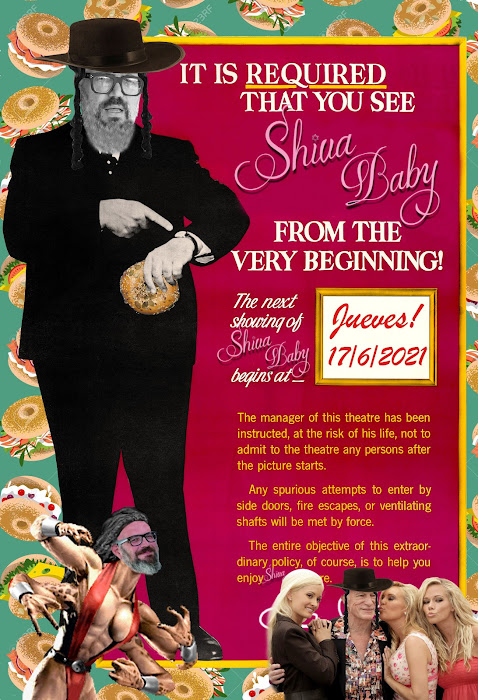 IT IS REQUIRED
THAT YOU SEE
Shiva
Baby
FROM THE
VERY BEGINNING!
The next
showing of
Shiva
Baby
begins at—
Jueves!
17/6/2021
The manager of this theatre has been
instructed, at the risk of his life, not to
admit to the theatre any persons after
the picture starts.
Any spurious attempts to enter by
side doors, fire escapes, or ventilating
shafts will be met by force.
The entire objective of this extraor-
dinary policy, of course, is to help you
enjoy Shiva